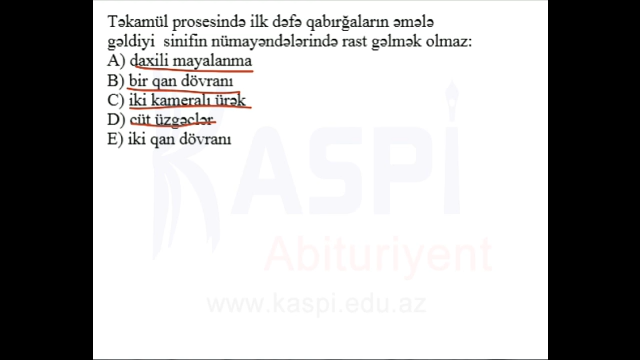 Təkamül prosesində ilk dəfə qabırğaların əmələ
gəldiyi sinifin nümayəndələrində rast gəlmək olmaz:
A) daxili mayalanma
B) bir qan dövranı
C) iki kameralı ürək
D) cüt üzgəclər
E) iki qan dövranı
KASPİ
Abituriyent
www.kaspi.edu.az